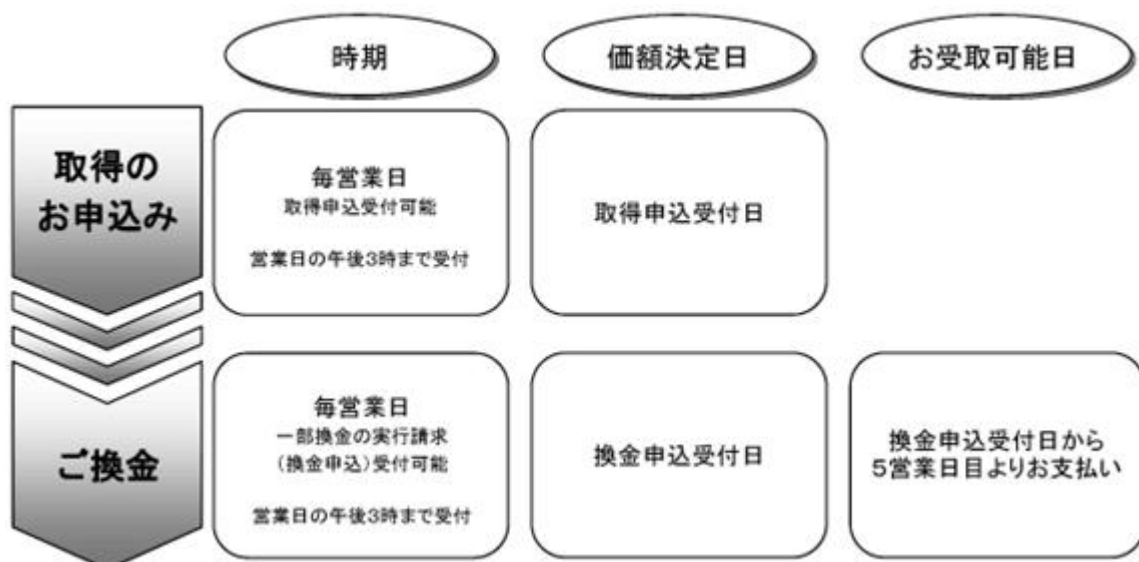 時期
価額決定日
お受取可能日
取得の
お申込み
毎営業日
取得申込受付可能
営業日の午後3時まで受付
取得申込受付日
ご換金
毎営業日
一部換金の実行請求
(換金申込)受付可能
営業日の午後3時まで受付
換金申込受付日
換金申込受付日から
5営業日目よりお支払い